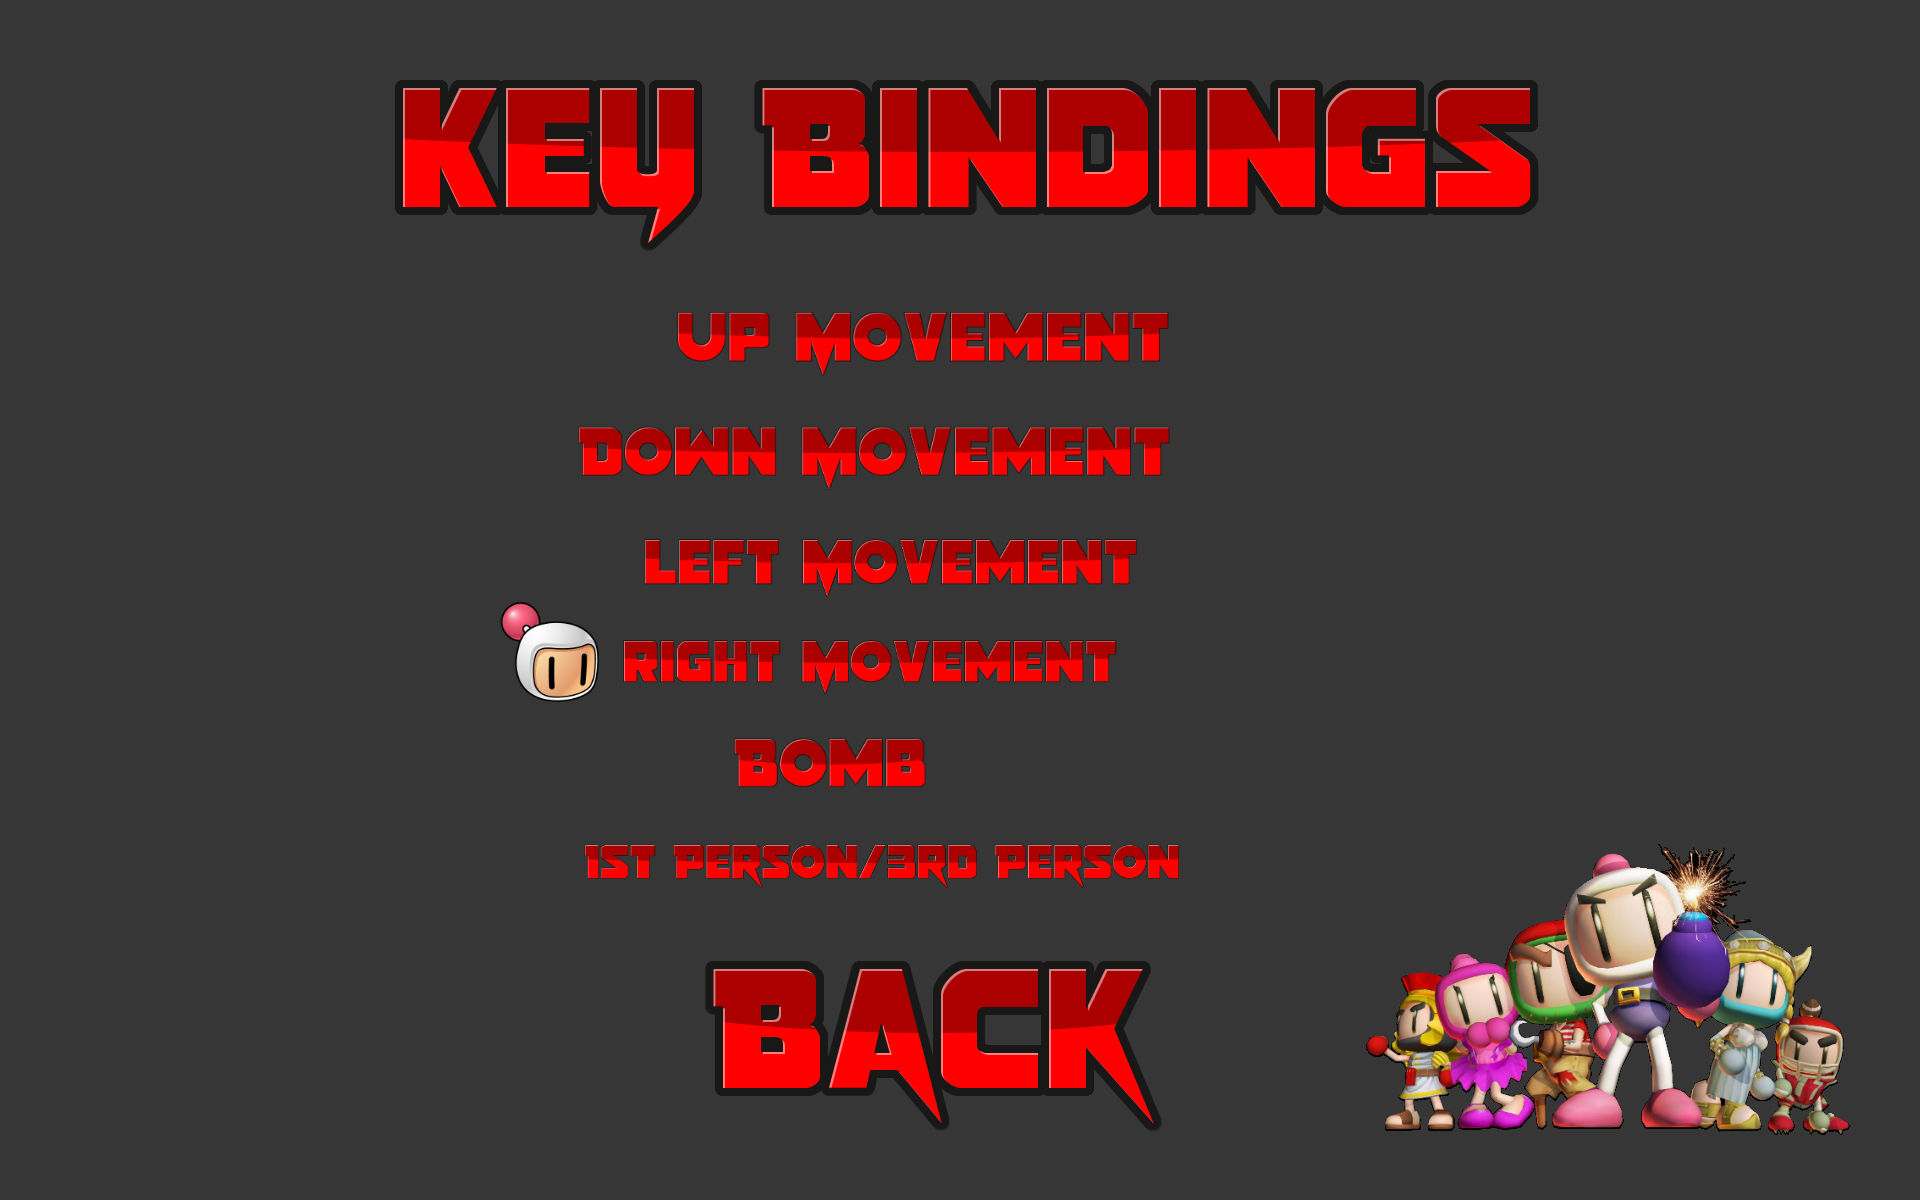 Key Bindings
Up Movement
Down Movement
Left Movement
Right Movement
Bomb
1st Person/3rd Person
Back